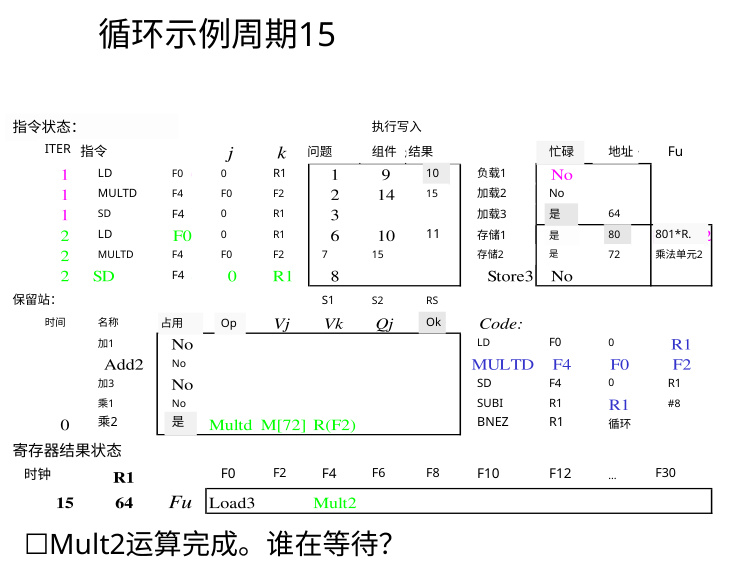 循环示例周期15
指令状态： 执行写入
ITER 指令 j k 问题 组件 结果 忙碌 地址 Fu
1 LD F0 0 R1 1 9 10 负载1 No
1 MULTD F4 F0 F2 2 14 15 加载2 No
1 SD F4 0 R1 3 加载3 是 64
2 LD F0 0 R1 6 10 11 存储1 是 80 801*R.
2 MULTD F4 F0 F2 7 15 存储2 是 72 乘法单元2
2 SD F4 0 R1 8 Store3 No
保留站： S1 S2 RS
时间 名称 占用 Op Vj Vk Qj Ok Code:
加1 No LD F0 0 R1
Add2 No MULTD F4 F0 F2
加3 No SD F4 0 R1
乘1 No SUBI R1 R1 #8
0 乘2 是 Multd M[72] R(F2) BNEZ R1 循环
寄存器结果状态
时钟 R1 F0 F2 F4 F6 F8 F10 F12 ... F30
15 64 Fu Load3 Mult2
□Mult2运算完成。谁在等待？